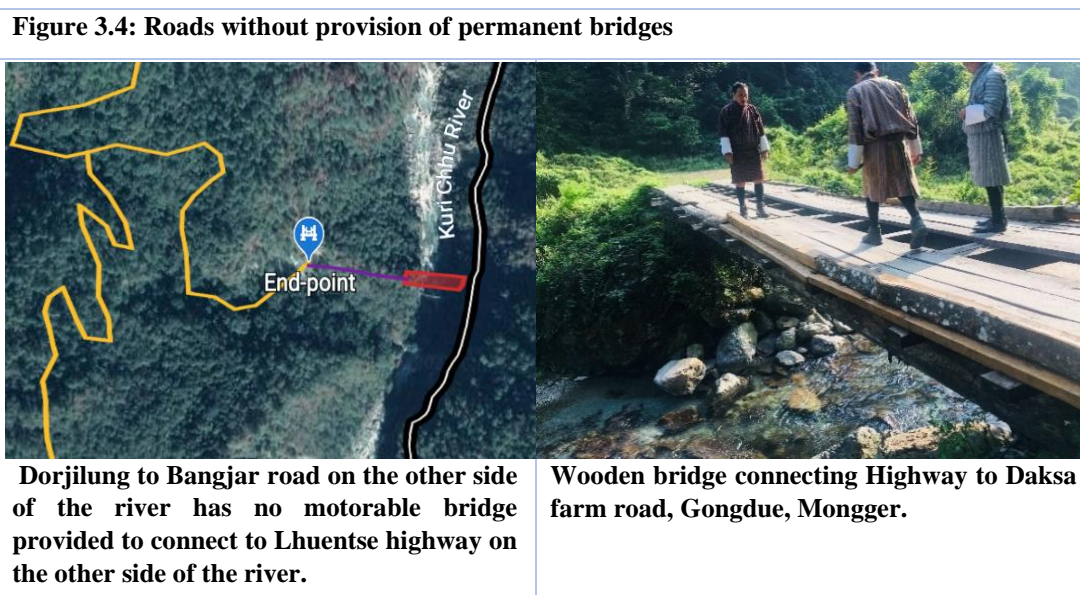 Figure 3.4: Roads without provision of permanent bridges
Kuri Chhu River
End-point
Dorjilung to Bangjar road on the other side
of the river has no motorable bridge
provided to connect to Lhuentse highway on
the other side of the river.
Wooden bridge connecting Highway to Daksa
farm road, Gongdue, Mongger.